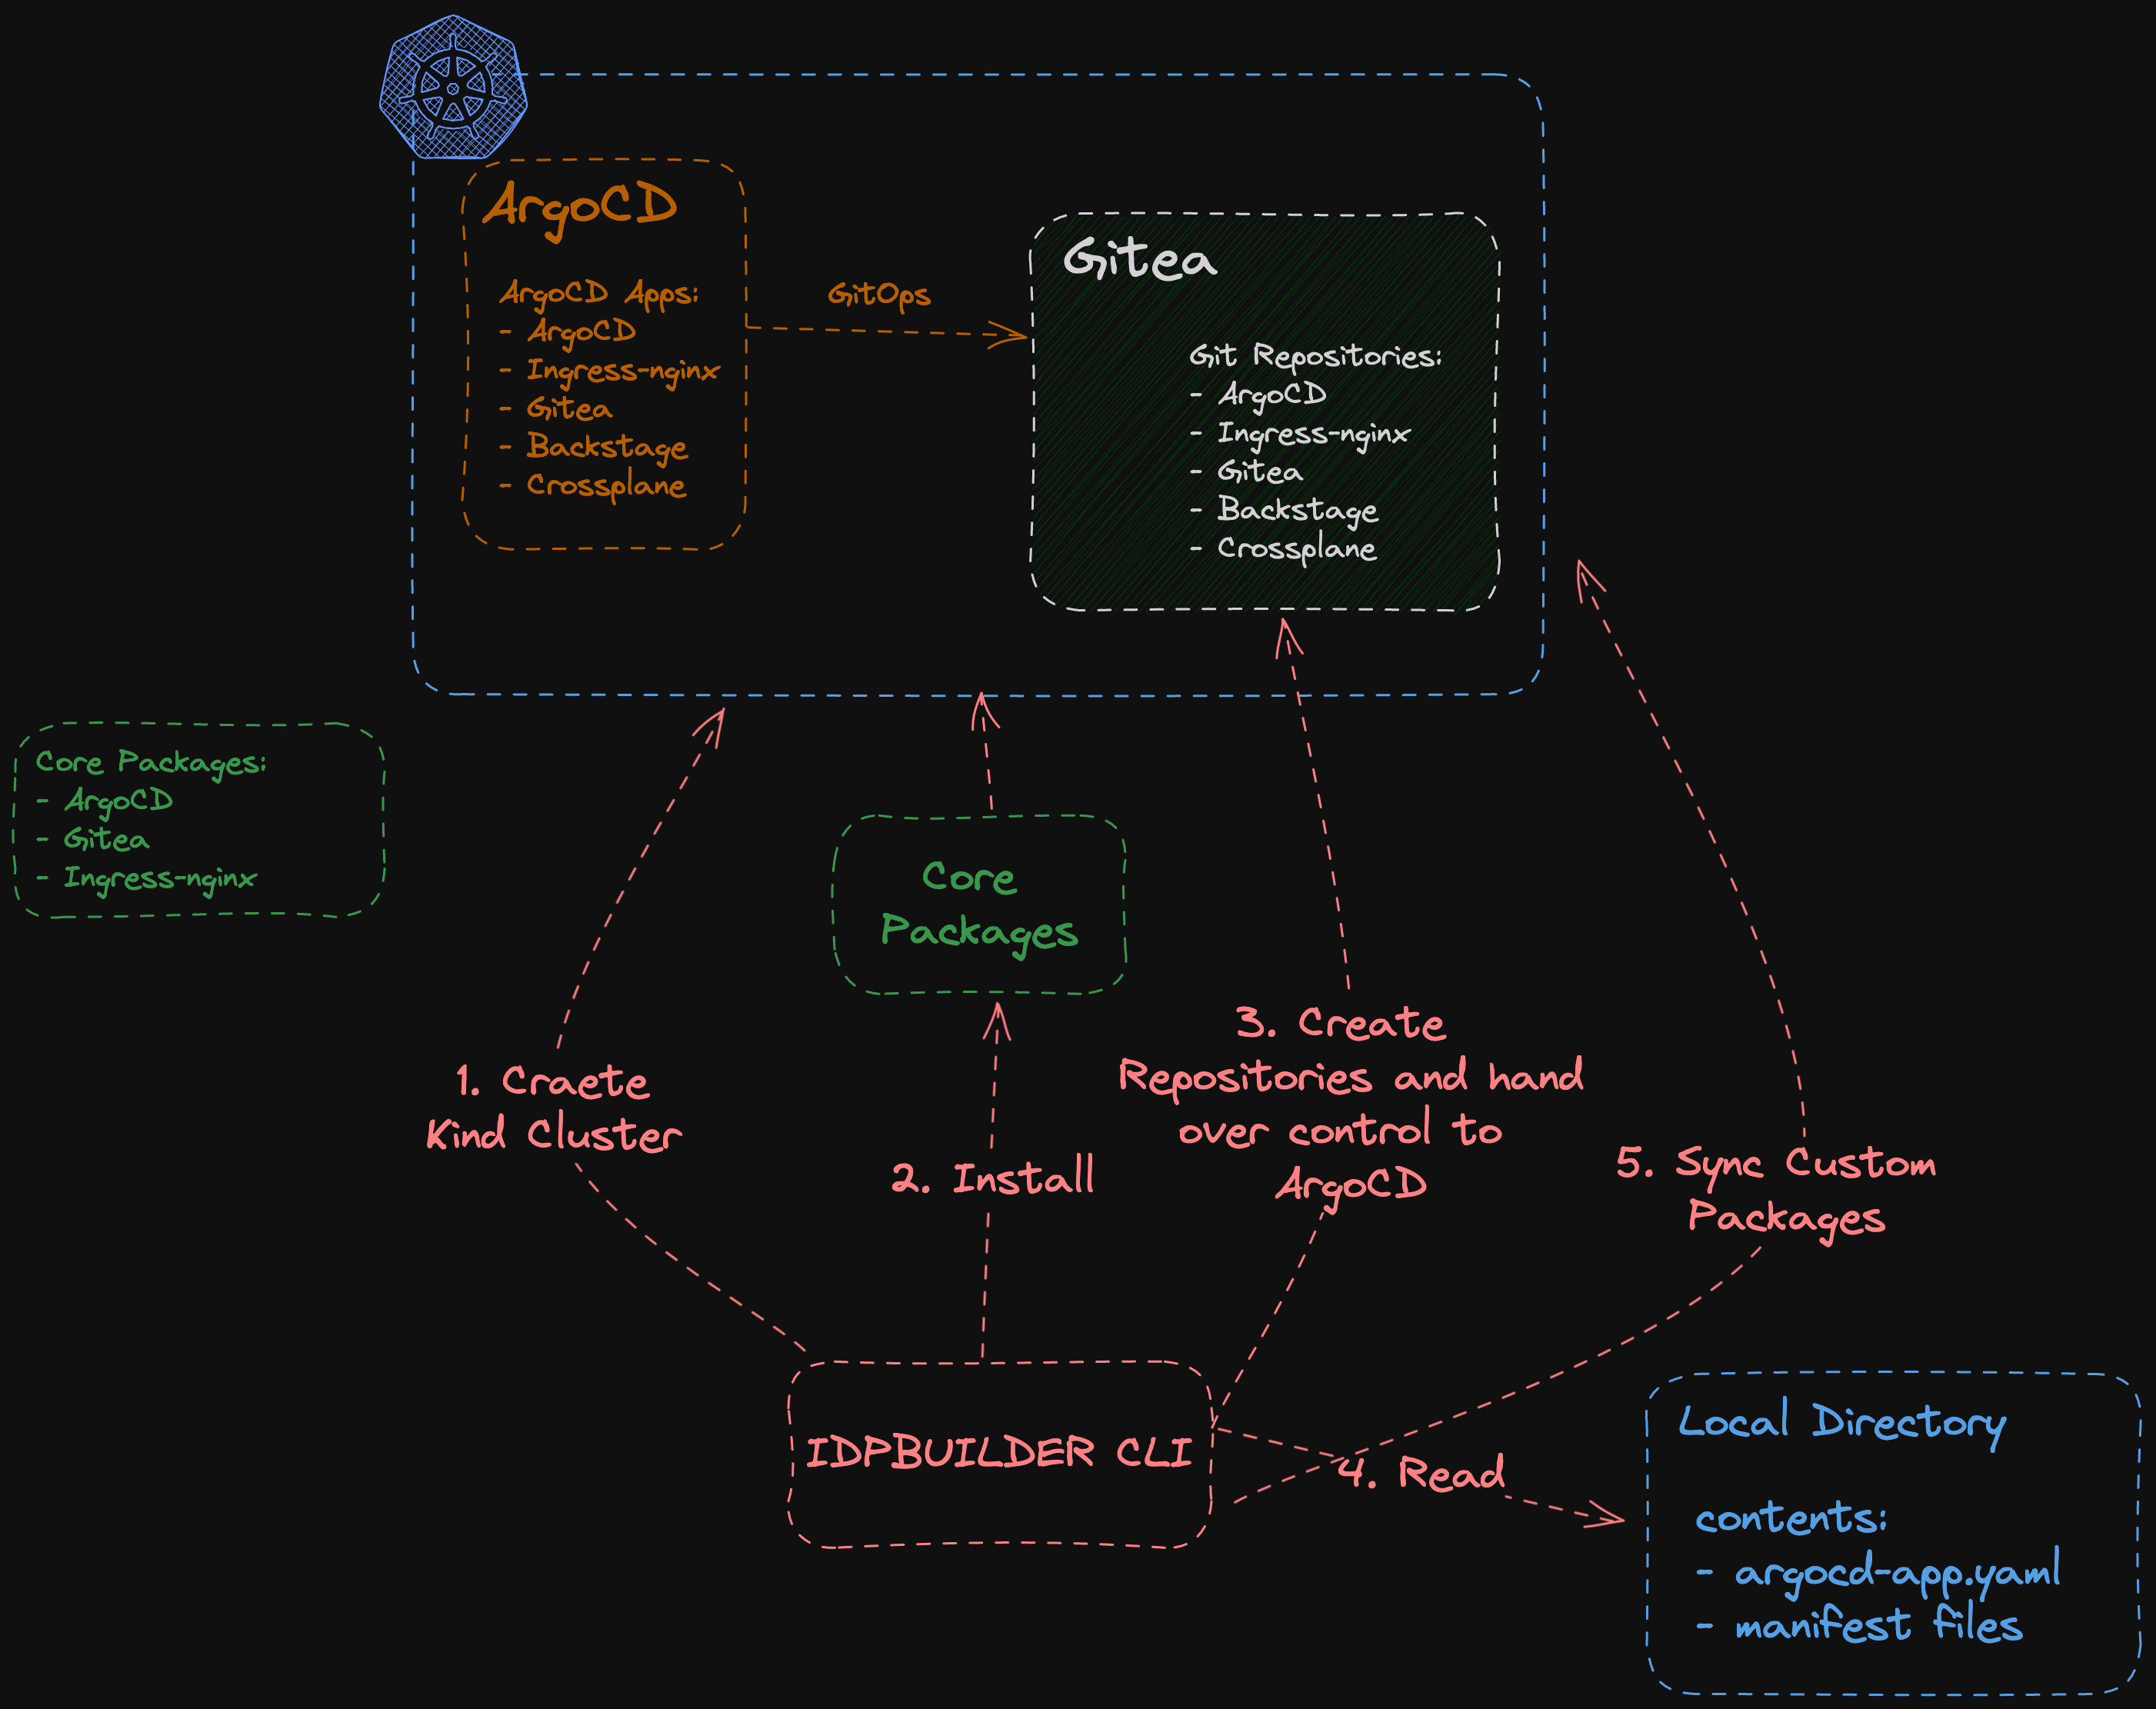 ArgoCD
ArgoCD Apps:
- ArgoCD
- Ingress-nginx
- Gitea
- Backstage
- Crossplane
GitOps
Gitea
Git Repositories:
- ArgoCD
- Ingress-nginx
- Gitea
- Backstage
- Crossplane
Core Packages:
- ArgoCD
- Gitea
- Ingress-nginx
Core
Packages
1. Craete
Kind Cluster
2. Install
3. Create
Repositories and hand
over control to
ArgoCD
5. Sync Custom
Packages
IDPBUILDER CLI
4. Read
Local Directory
contents:
- argocd-app.yaml
- manifest files